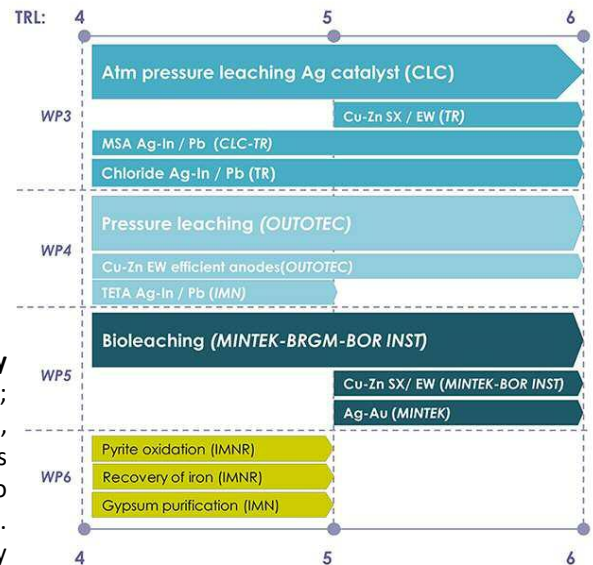 TRL: 4 5 6
Atm pressure leaching Ag catalyst (CLC)
WP3
Cu-Zn SX / EW (TR)
MSA Ag-In / Pb (CLC-TR)
Chloride Ag-In / Pb (TR)
Pressure leaching (OUTOTEC)
WP4
Cu-Zn EW efficient anodes(OUTOTEC)
TETA Ag-In / Pb (IMN)
Bioleaching (MINTEK-BRGM-BOR INST)
y
;
WP5
Cu-Zn SX/ EW (MINTEK-BOR INST)
,
Ag-Au (MINTEK)
s
Pyrite oxidation (IMNR)
WP6
Recovery of iron (IMNR)
Gypsum purification (IMN)
.
y
4 5 6